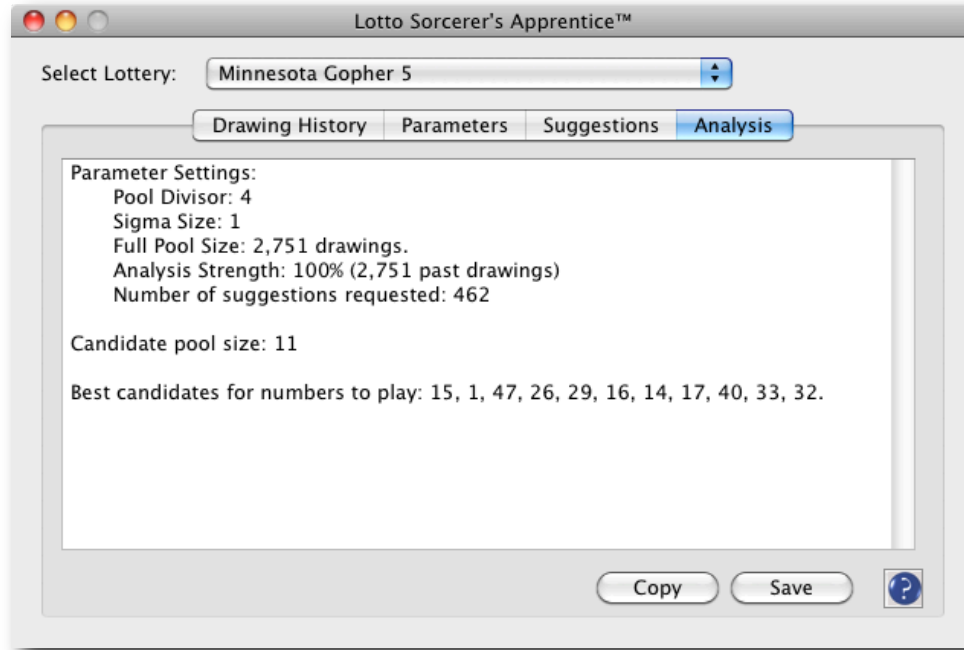 Lotto Sorcerer's Apprentice™
Select Lottery: Minnesota Gopher 5
Drawing History Parameters Suggestions Analysis
Parameter Settings:
Pool Divisor: 4
Sigma Size: 1
Full Pool Size: 2,751 drawings.
Analysis Strength: 100% (2,751 past drawings)
Number of suggestions requested: 462
Candidate pool size: 11
Best candidates for numbers to play: 15, 1, 47, 26, 29, 16, 14, 17, 40, 33, 32.
Copy Save ?